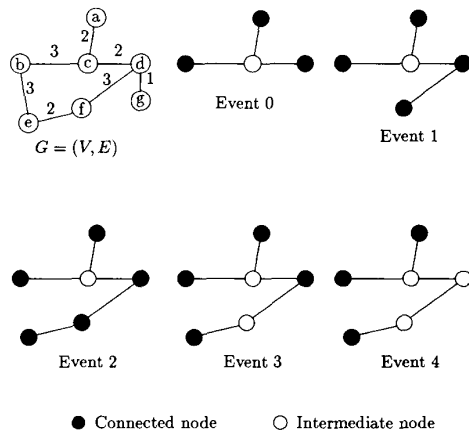 a
2
b 3 c 2 d
3 3 1
e 2 f g
G = (V, E)
Event 0
Event 1
Event 2
Event 3
Event 4
Connected node
Intermediate node